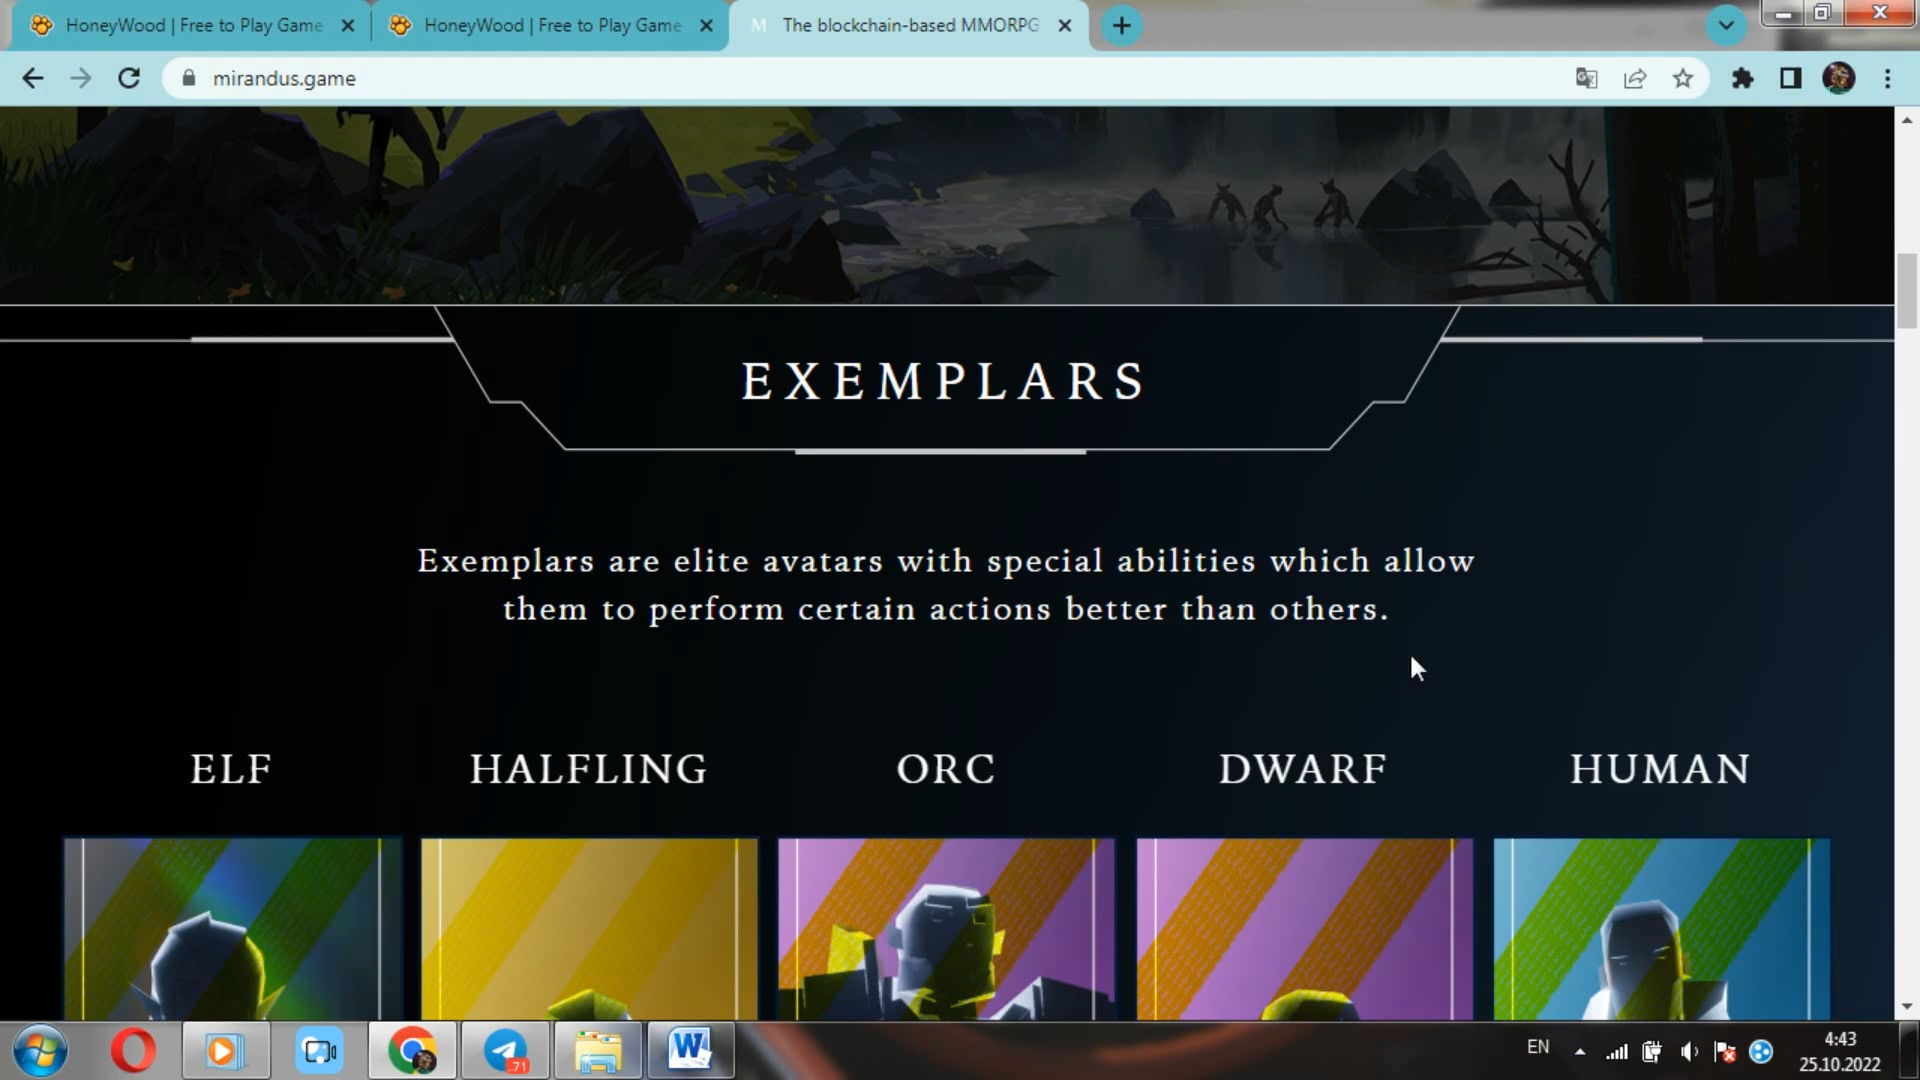 HoneyWood | Free to Play Game
HoneyWood | Free to Play Game
M The blockchain-based MMORPG
mirandus.game
EXEMPLARS
Exemplars are elite avatars with special abilities which allow
them to perform certain actions better than others.
ELF
HALFLING
ORC
DWARF
HUMAN
71
W
EN
4:43
25.10.2022